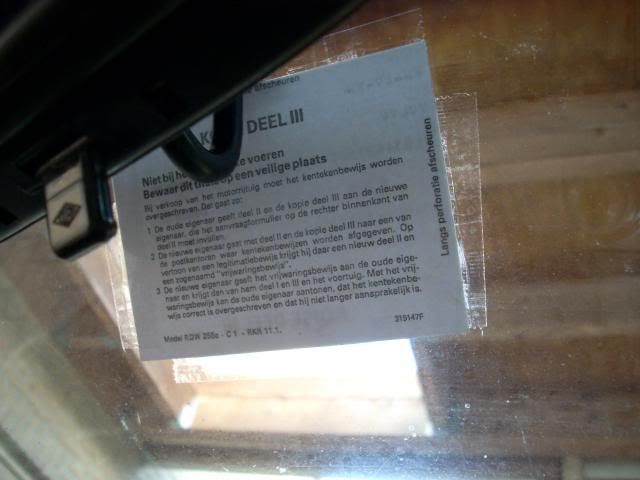 afscheuren
DEEL III
Niet bij he te voeren
Bewaar dit op een veilige plaats
Bij verkoop van het motorrijtuig moet het kentekenbewijs worden
overgeschreven. Dat gaat zo:
1 De oude eigenaar geeft deel II en de kopie deel III aan de nieuwe
eigenaar, die het aanvraagformulier op de rechter binnenkant van
deel II moet invullen.
2 De nieuwe eigenaar gaat met deel II en de kopie deel III naar een van
de postkantoren waar kentekenbewijzen worden afgegeven. Op
vertoon van een legitimatiebewijs krijgt hij daar een nieuw deel II en
een zogenaamd "vrijwaringsbewijs".
3 De nieuwe eigenaar geeft het vrijwaringsbewijs aan de oude eige-
naar en krijgt dan van hem deel I en III en het voertuig. Met het vrij-
waringsbewijs kan de oude eigenaar aantonen, dat het kentekenbe-
wijs correct is overgeschreven en dat hij niet langer aansprakelijk is.
Model RDW 255c - C 1 - RKR 11.1.
315147F
Langs perforatie afscheuren